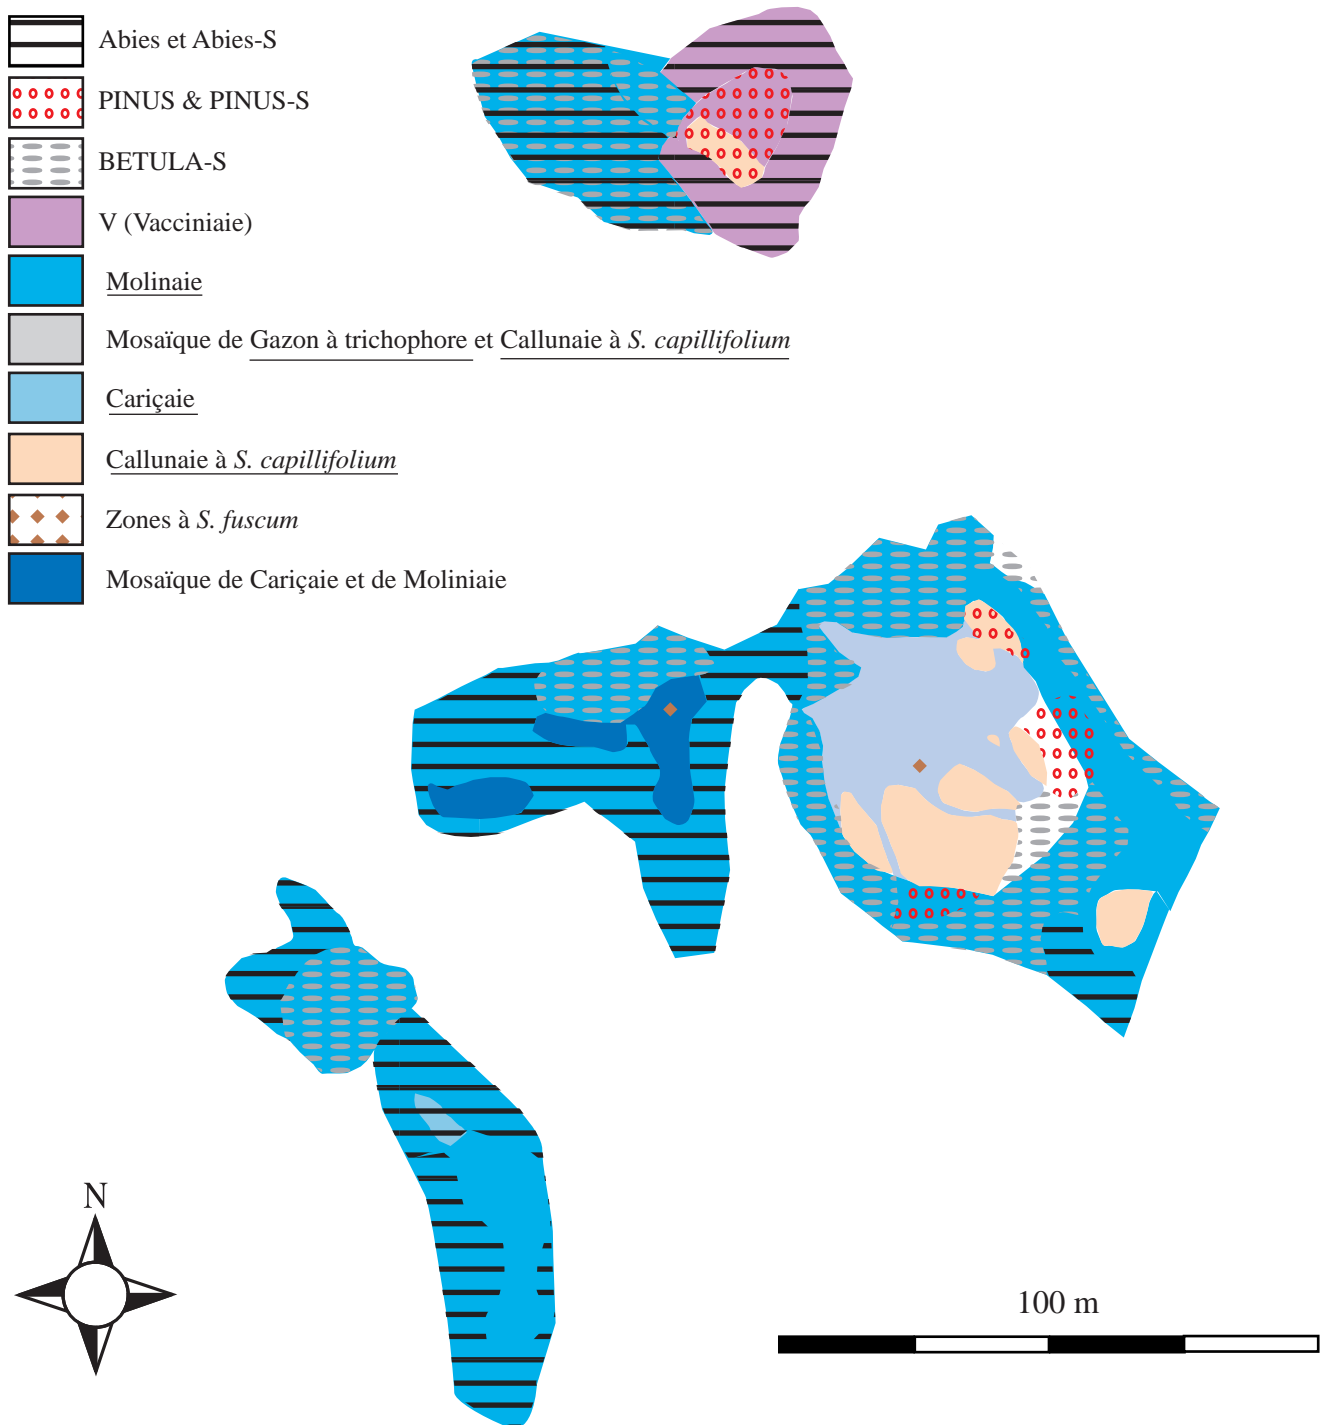 Abies et Abies-S
PINUS & PINUS-S
BETULA-S
V (Vacciniaie)
Molinaie
Mosaïque de Gazon à trichophore et Callunaie à S. capillifolium
Cariçaie
Callunaie à S. capillifolium
Zones à S. fuscum
Mosaïque de Cariçaie et de Moliniaie
N
100 m